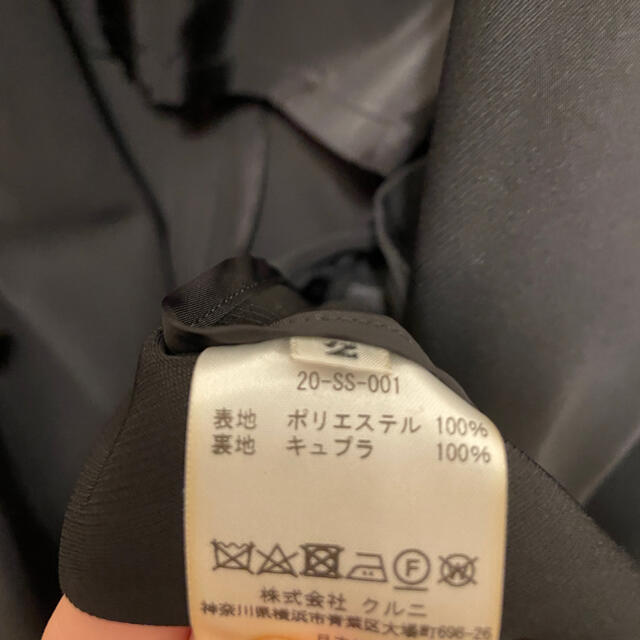 20-SS-001
表地 ポリエステル 100%
裏地 キュプラ 100%
株式会社 クルニ
神奈川県横浜市青葉区大場町696-26